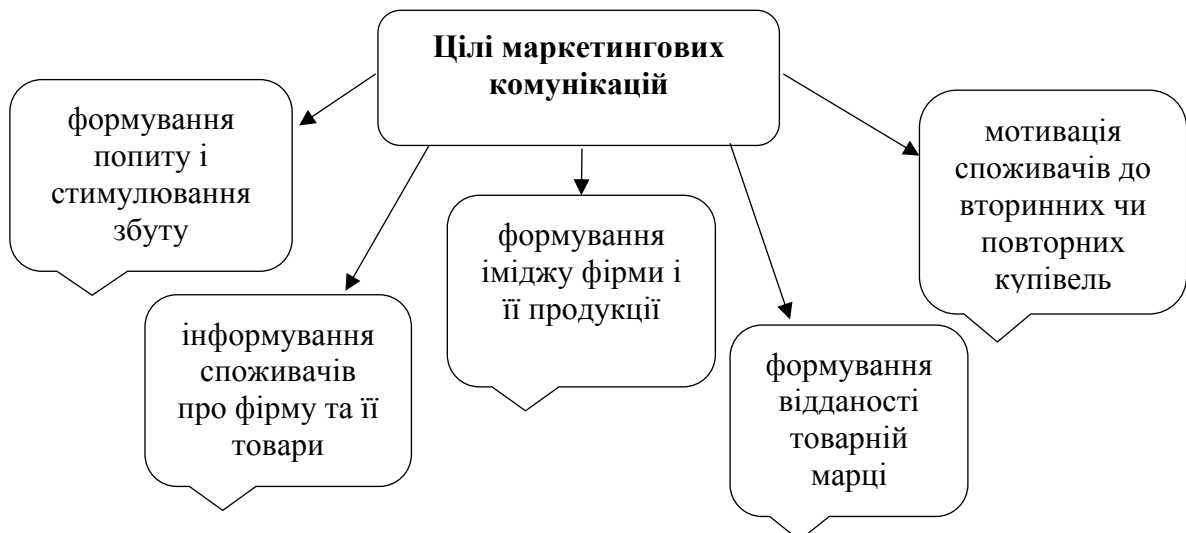 Цілі маркетингових
комунікацій
формування
попиту і
стимулювання
збуту
інформування
споживачів
про фірму та її
товари
формування
іміджу фірми і
її продукції
формування
відданості
товарній
марці
мотивація
споживачів до
вторинних чи
повторних
купівель